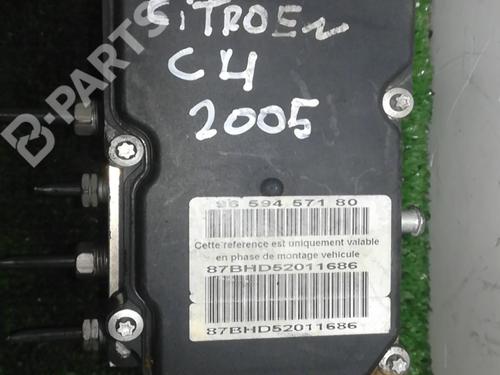 SiTROEN
C4
2005
B-PARTS
96 594 571 80
Cette reference est uniquement valable
en phase de montage vehicule
87BHD52011686
87BHD52011686